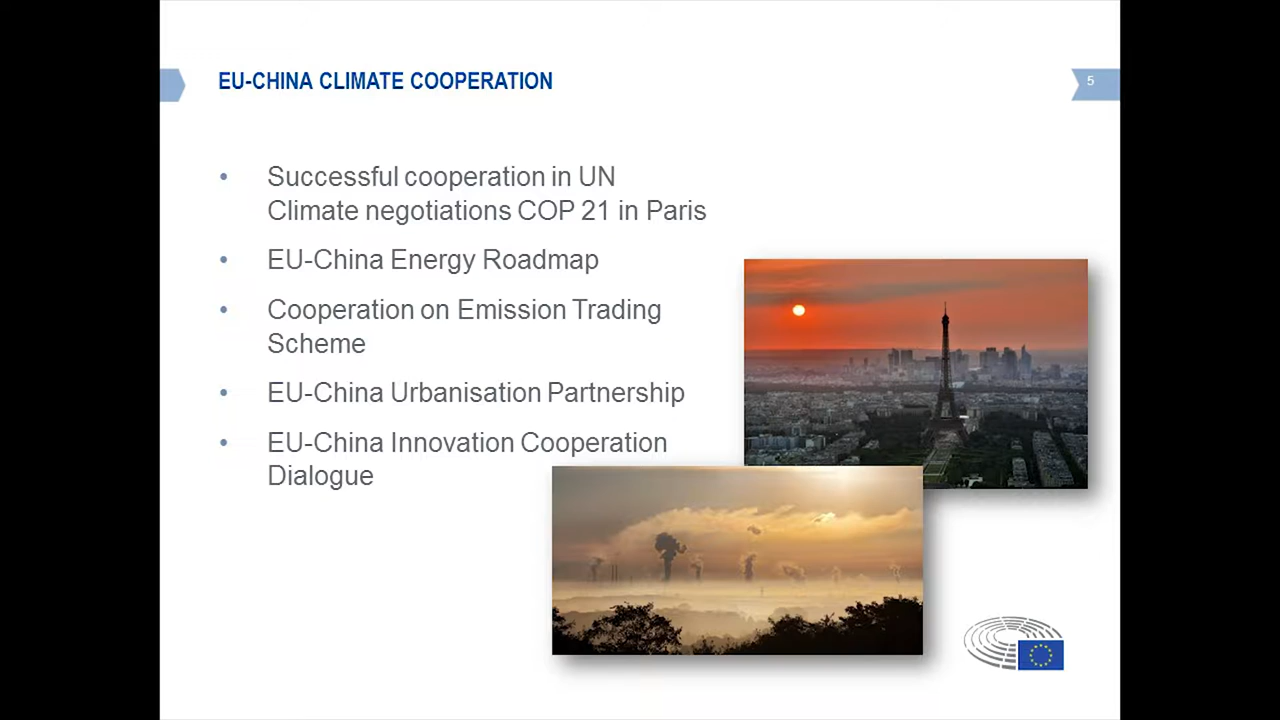 EU-CHINA CLIMATE COOPERATION
5
• Successful cooperation in UN
Climate negotiations COP 21 in Paris
• EU-China Energy Roadmap
• Cooperation on Emission Trading
Scheme
• EU-China Urbanisation Partnership
• EU-China Innovation Cooperation
Dialogue